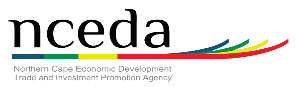 nceda
Northern Cape Economic Development
Trade and Investment Promotion Agency